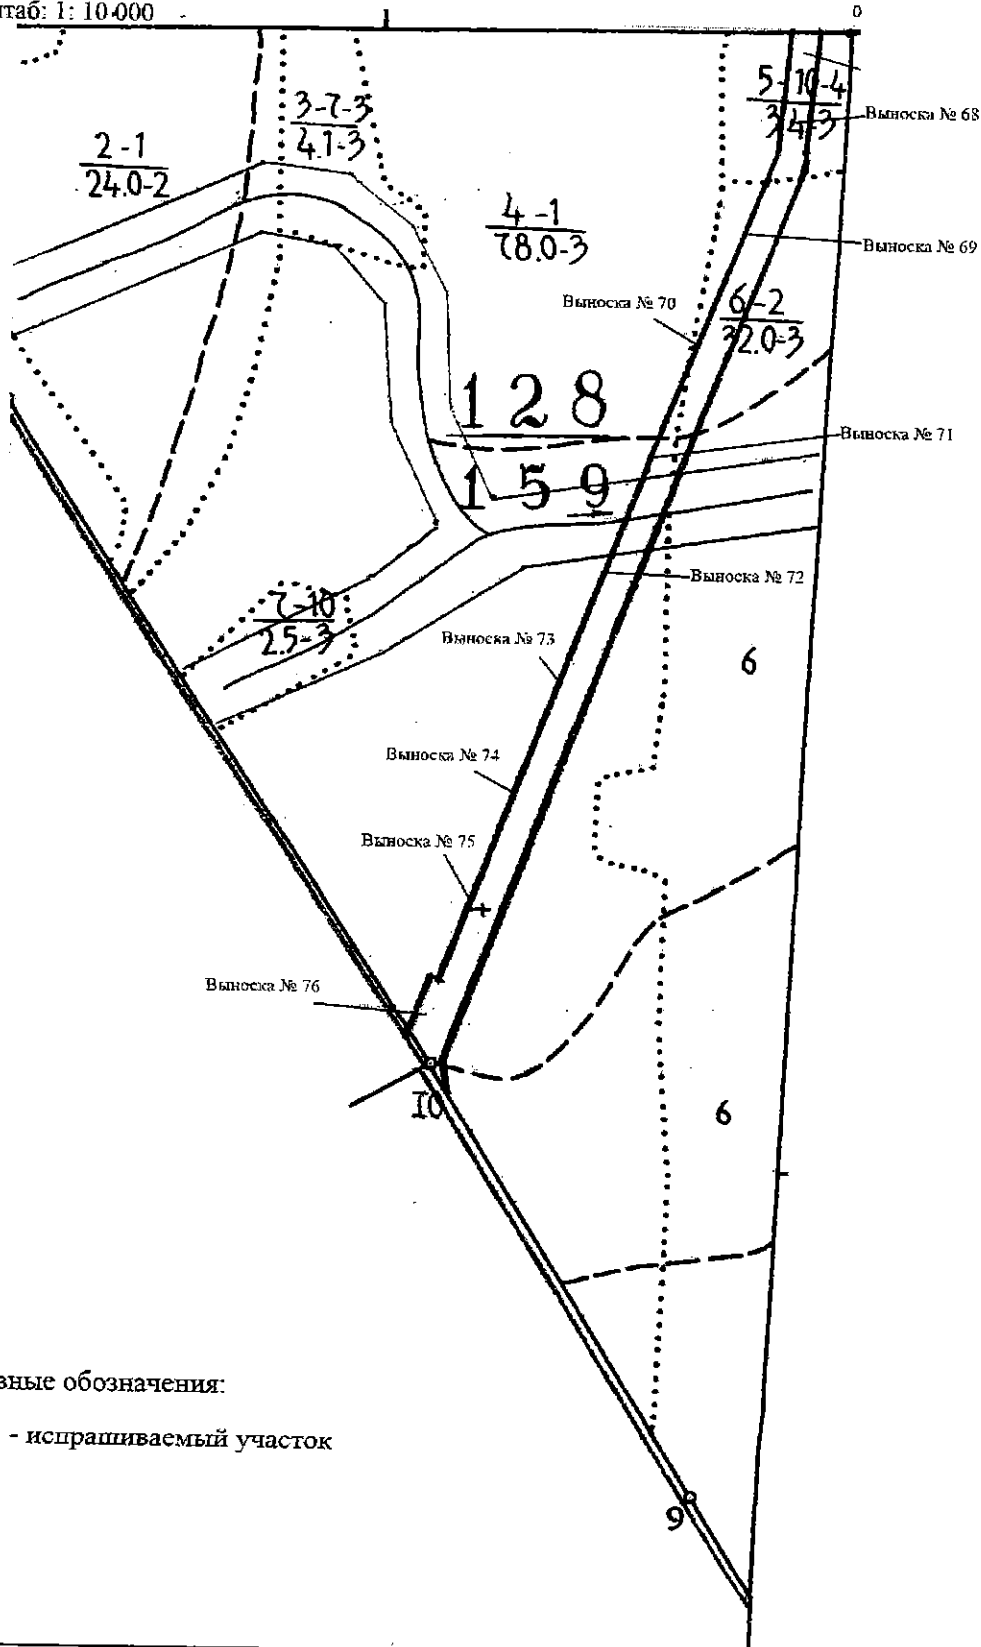 таб: 1: 10 000
1
0
5-10-4
3.4-3
Выноска № 68
3-7-3
4.1-3
2-1
24.0-2
4-1
78.0-3
Выноска № 69
Выноска № 70
6-2
32.0-3
128
Выноска № 71
159
Выноска № 72
7-10
2.5-3
Выноска № 73
6
Выноска № 74
Выноска № 75
Выноска № 76
10
6
вные обозначения:
- испрашиваемый участок
9